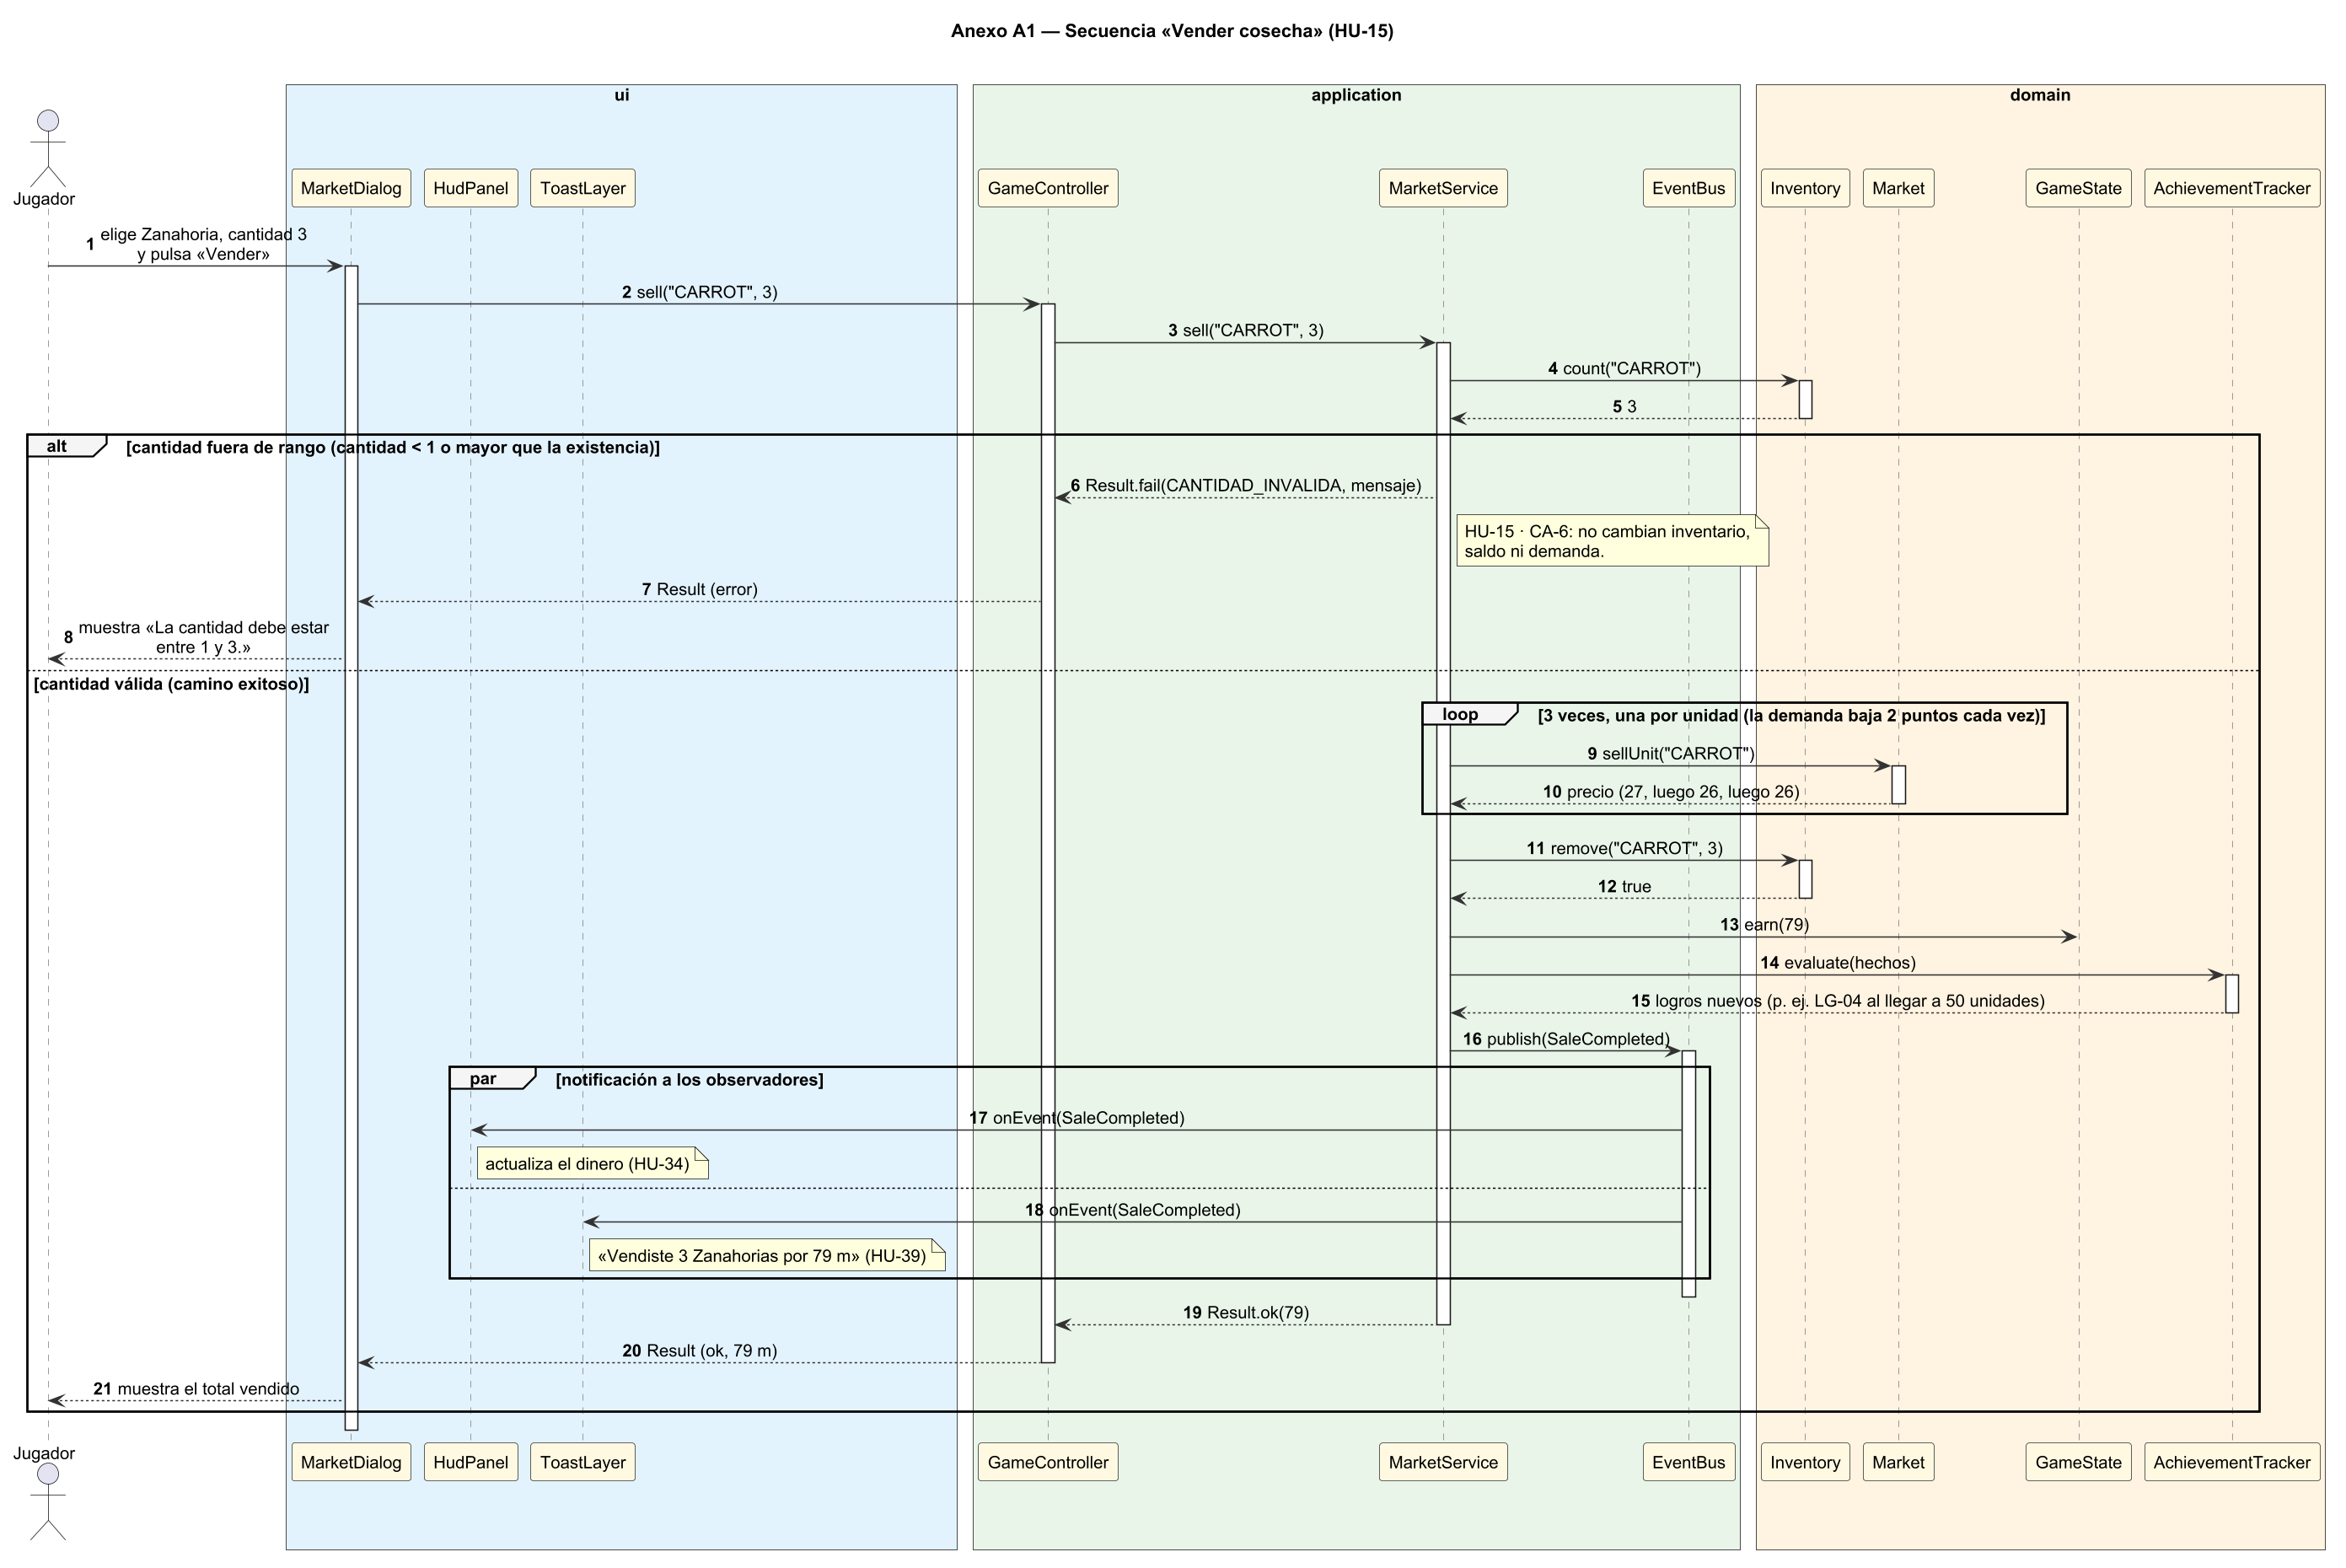 Anexo A1 — Secuencia «Vender cosecha» (HU-15)
ui
application
domain
Jugador
MarketDialog
HudPanel
ToastLayer
GameController
MarketService
EventBus
Inventory
Market
GameState
AchievementTracker
1 elige Zanahoria, cantidad 3
y pulsa «Vender»
2 sell("CARROT", 3)
3 sell("CARROT", 3)
4 count("CARROT")
5 3
alt [cantidad fuera de rango (cantidad < 1 o mayor que la existencia)]
6 Result.fail(CANTIDAD_INVALIDA, mensaje)
HU-15 · CA-6: no cambian inventario,
saldo ni demanda.
7 Result (error)
8 muestra «La cantidad debe estar
entre 1 y 3.»
[cantidad válida (camino exitoso)]
loop [3 veces, una por unidad (la demanda baja 2 puntos cada vez)]
9 sellUnit("CARROT")
10 precio (27, luego 26, luego 26)
11 remove("CARROT", 3)
12 true
13 earn(79)
14 evaluate(hechos)
15 logros nuevos (p. ej. LG-04 al llegar a 50 unidades)
16 publish(SaleCompleted)
par [notificación a los observadores]
17 onEvent(SaleCompleted)
actualiza el dinero (HU-34)
18 onEvent(SaleCompleted)
«Vendiste 3 Zanahorias por 79 m» (HU-39)
19 Result.ok(79)
20 Result (ok, 79 m)
21 muestra el total vendido
Jugador
MarketDialog
HudPanel
ToastLayer
GameController
MarketService
EventBus
Inventory
Market
GameState
AchievementTracker